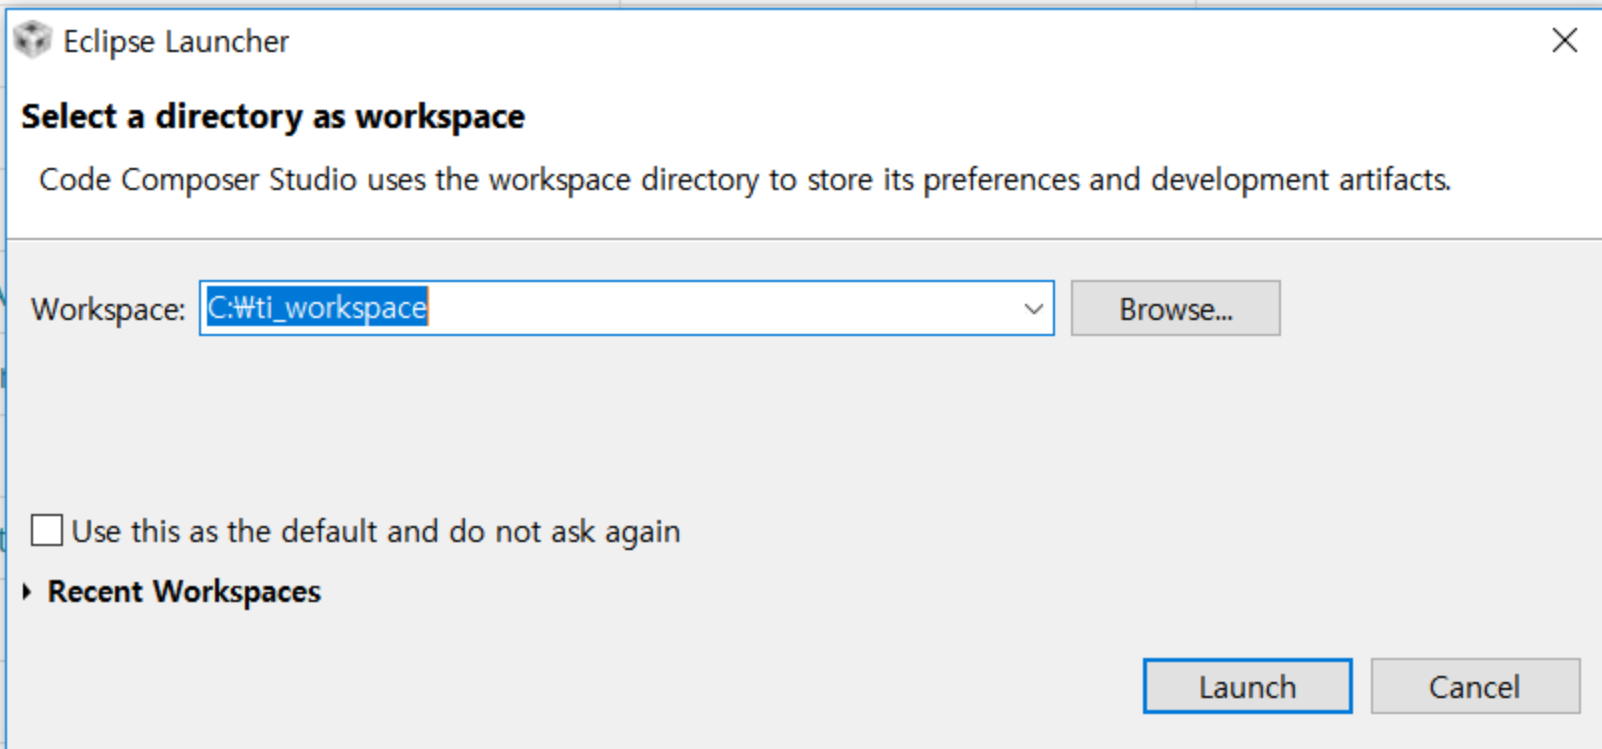 Eclipse Launcher
Select a directory as workspace
Code Composer Studio uses the workspace directory to store its preferences and development artifacts.
Workspace: C:₩ti_workspace Browse...
Use this as the default and do not ask again
Recent Workspaces
Launch Cancel